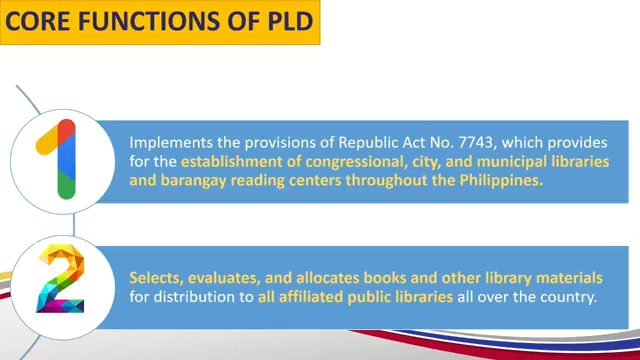 CORE FUNCTIONS OF PLD
1
Implements the provisions of Republic Act No. 7743, which provides
for the establishment of congressional, city, and municipal libraries
and barangay reading centers throughout the Philippines.
2
Selects, evaluates, and allocates books and other library materials
for distribution to all affiliated public libraries all over the country.